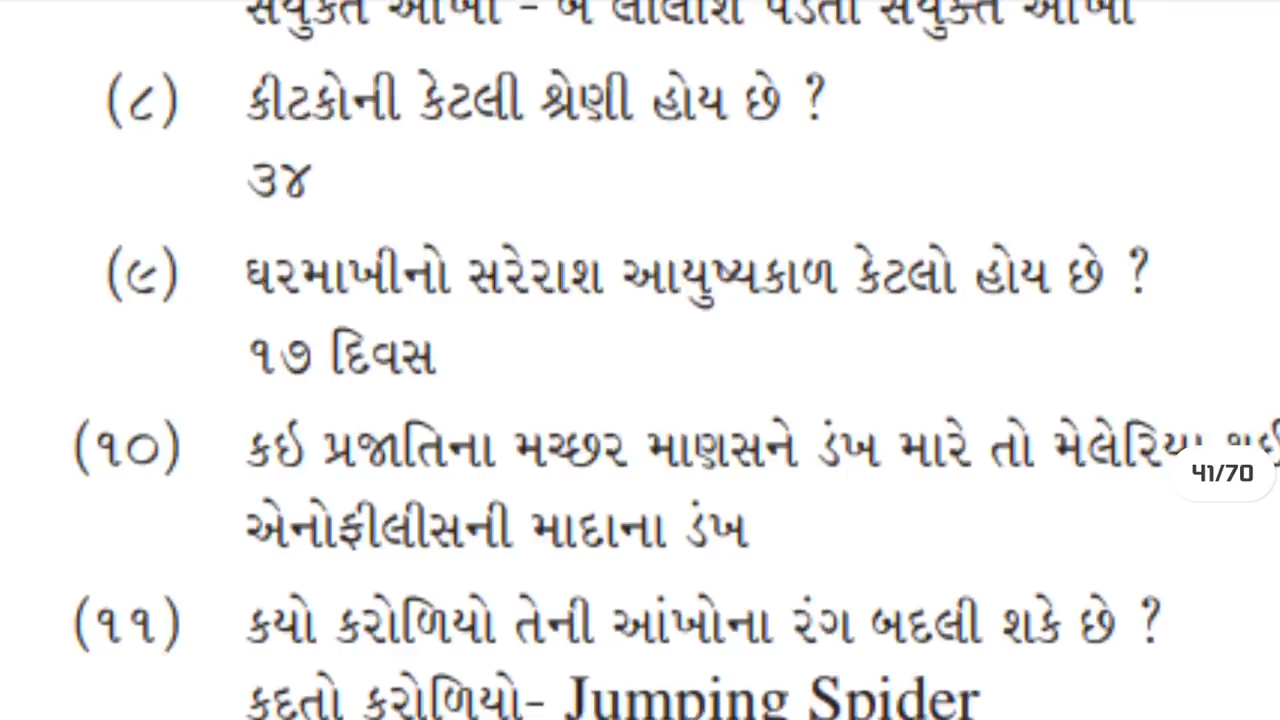 સંયુક્ત આંખો - બે લાલાશ પડતી સંયુક્ત આંખો
(૮) કીટકોની કેટલી શ્રેણી હોય છે ?
૩૪
(૯) ઘરમાખીનો સરેરાશ આયુષ્યકાળ કેટલો હોય છે ?
૧૭ દિવસ
(૧૦) કઇ પ્રજાતિના મચ્છર માણસને ડંખ મારે તો મેલેરિયા
41/70
એનોફીલીસની માદાના ડંખ
(૧૧) કયો કરોળિયો તેની આંખોના રંગ બદલી શકે છે ?
કૂદતો કરોળિયો- Jumping Spider